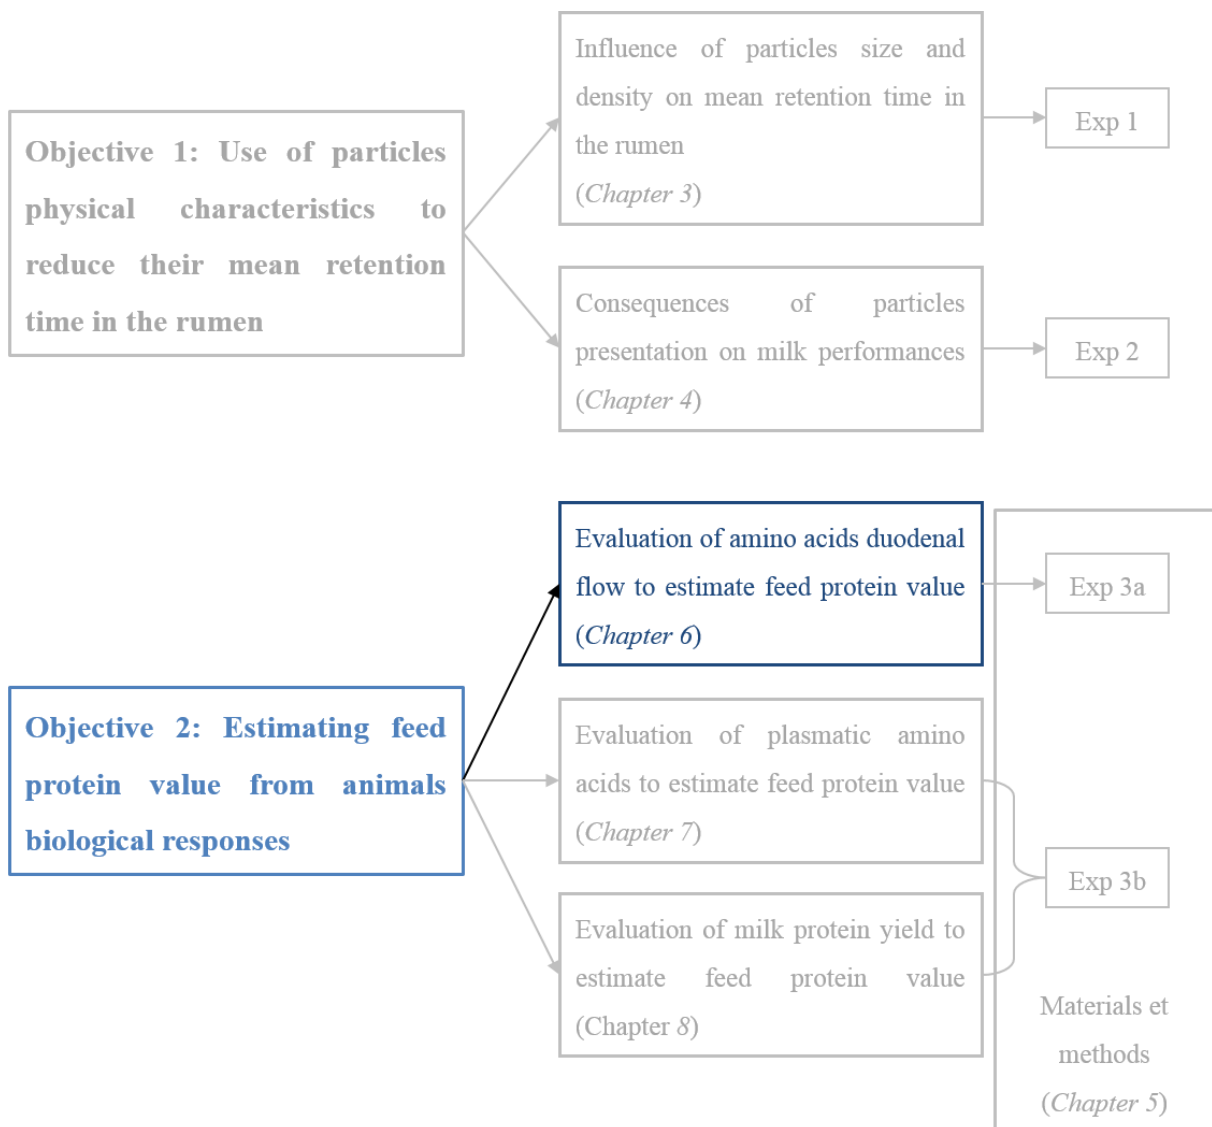 Influence of particles size and
density on mean retention time in
the rumen
(Chapter 3)
Exp 1
Objective 1: Use of particles
physical characteristics to
reduce their mean retention
time in the rumen
Consequences of particles
presentation on milk performances
(Chapter 4)
Exp 2
Evaluation of amino acids duodenal
flow to estimate feed protein value
(Chapter 6)
Exp 3a
Objective 2: Estimating feed
protein value from animals
biological responses
Evaluation of plasmatic amino
acids to estimate feed protein value
(Chapter 7)
Exp 3b
Evaluation of milk protein yield to
estimate feed protein value
(Chapter 8)
Materials et
methods
(Chapter 5)